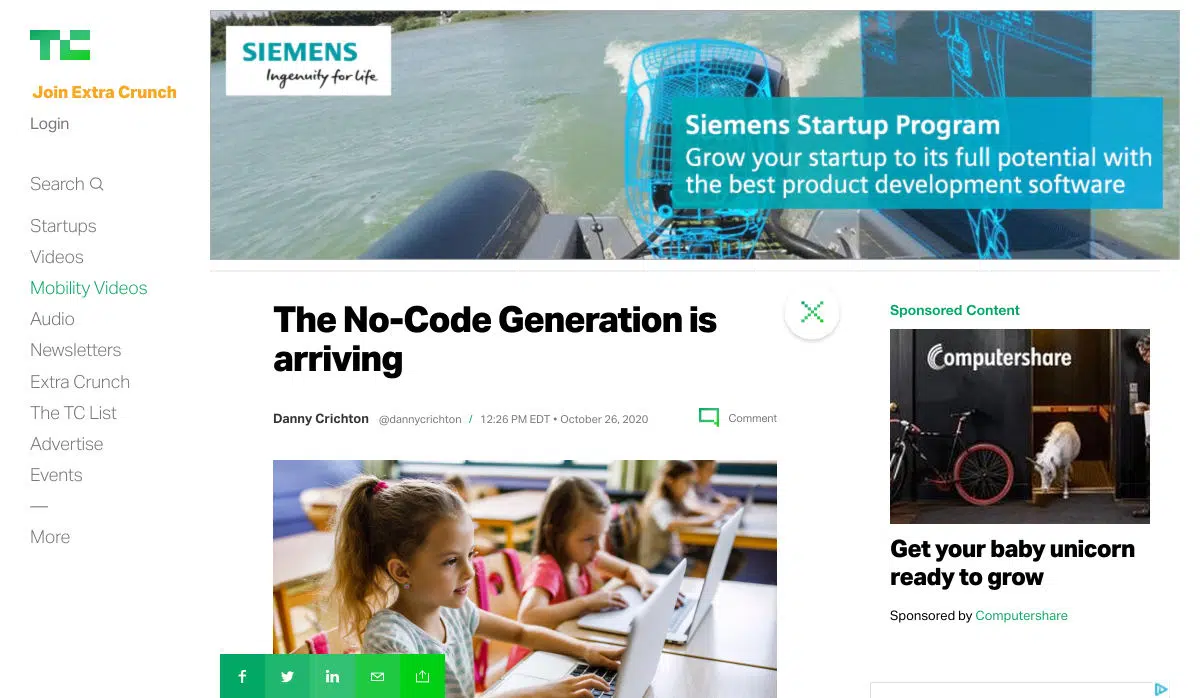 TC
Join Extra Crunch
Login
Search
Startups
Videos
Mobility Videos
Audio
Newsletters
Extra Crunch
The TC List
Advertise
Events
—
More
SIEMENS
Ingenuity for life
Siemens Startup Program
Grow your startup to its full potential with
the best product development software
The No-Code Generation is
arriving
Danny Crichton @dannycrichton / 12:26 PM EDT • October 26, 2020
Comment
Sponsored Content
Computershare
Get your baby unicorn
ready to grow
Sponsored by Computershare